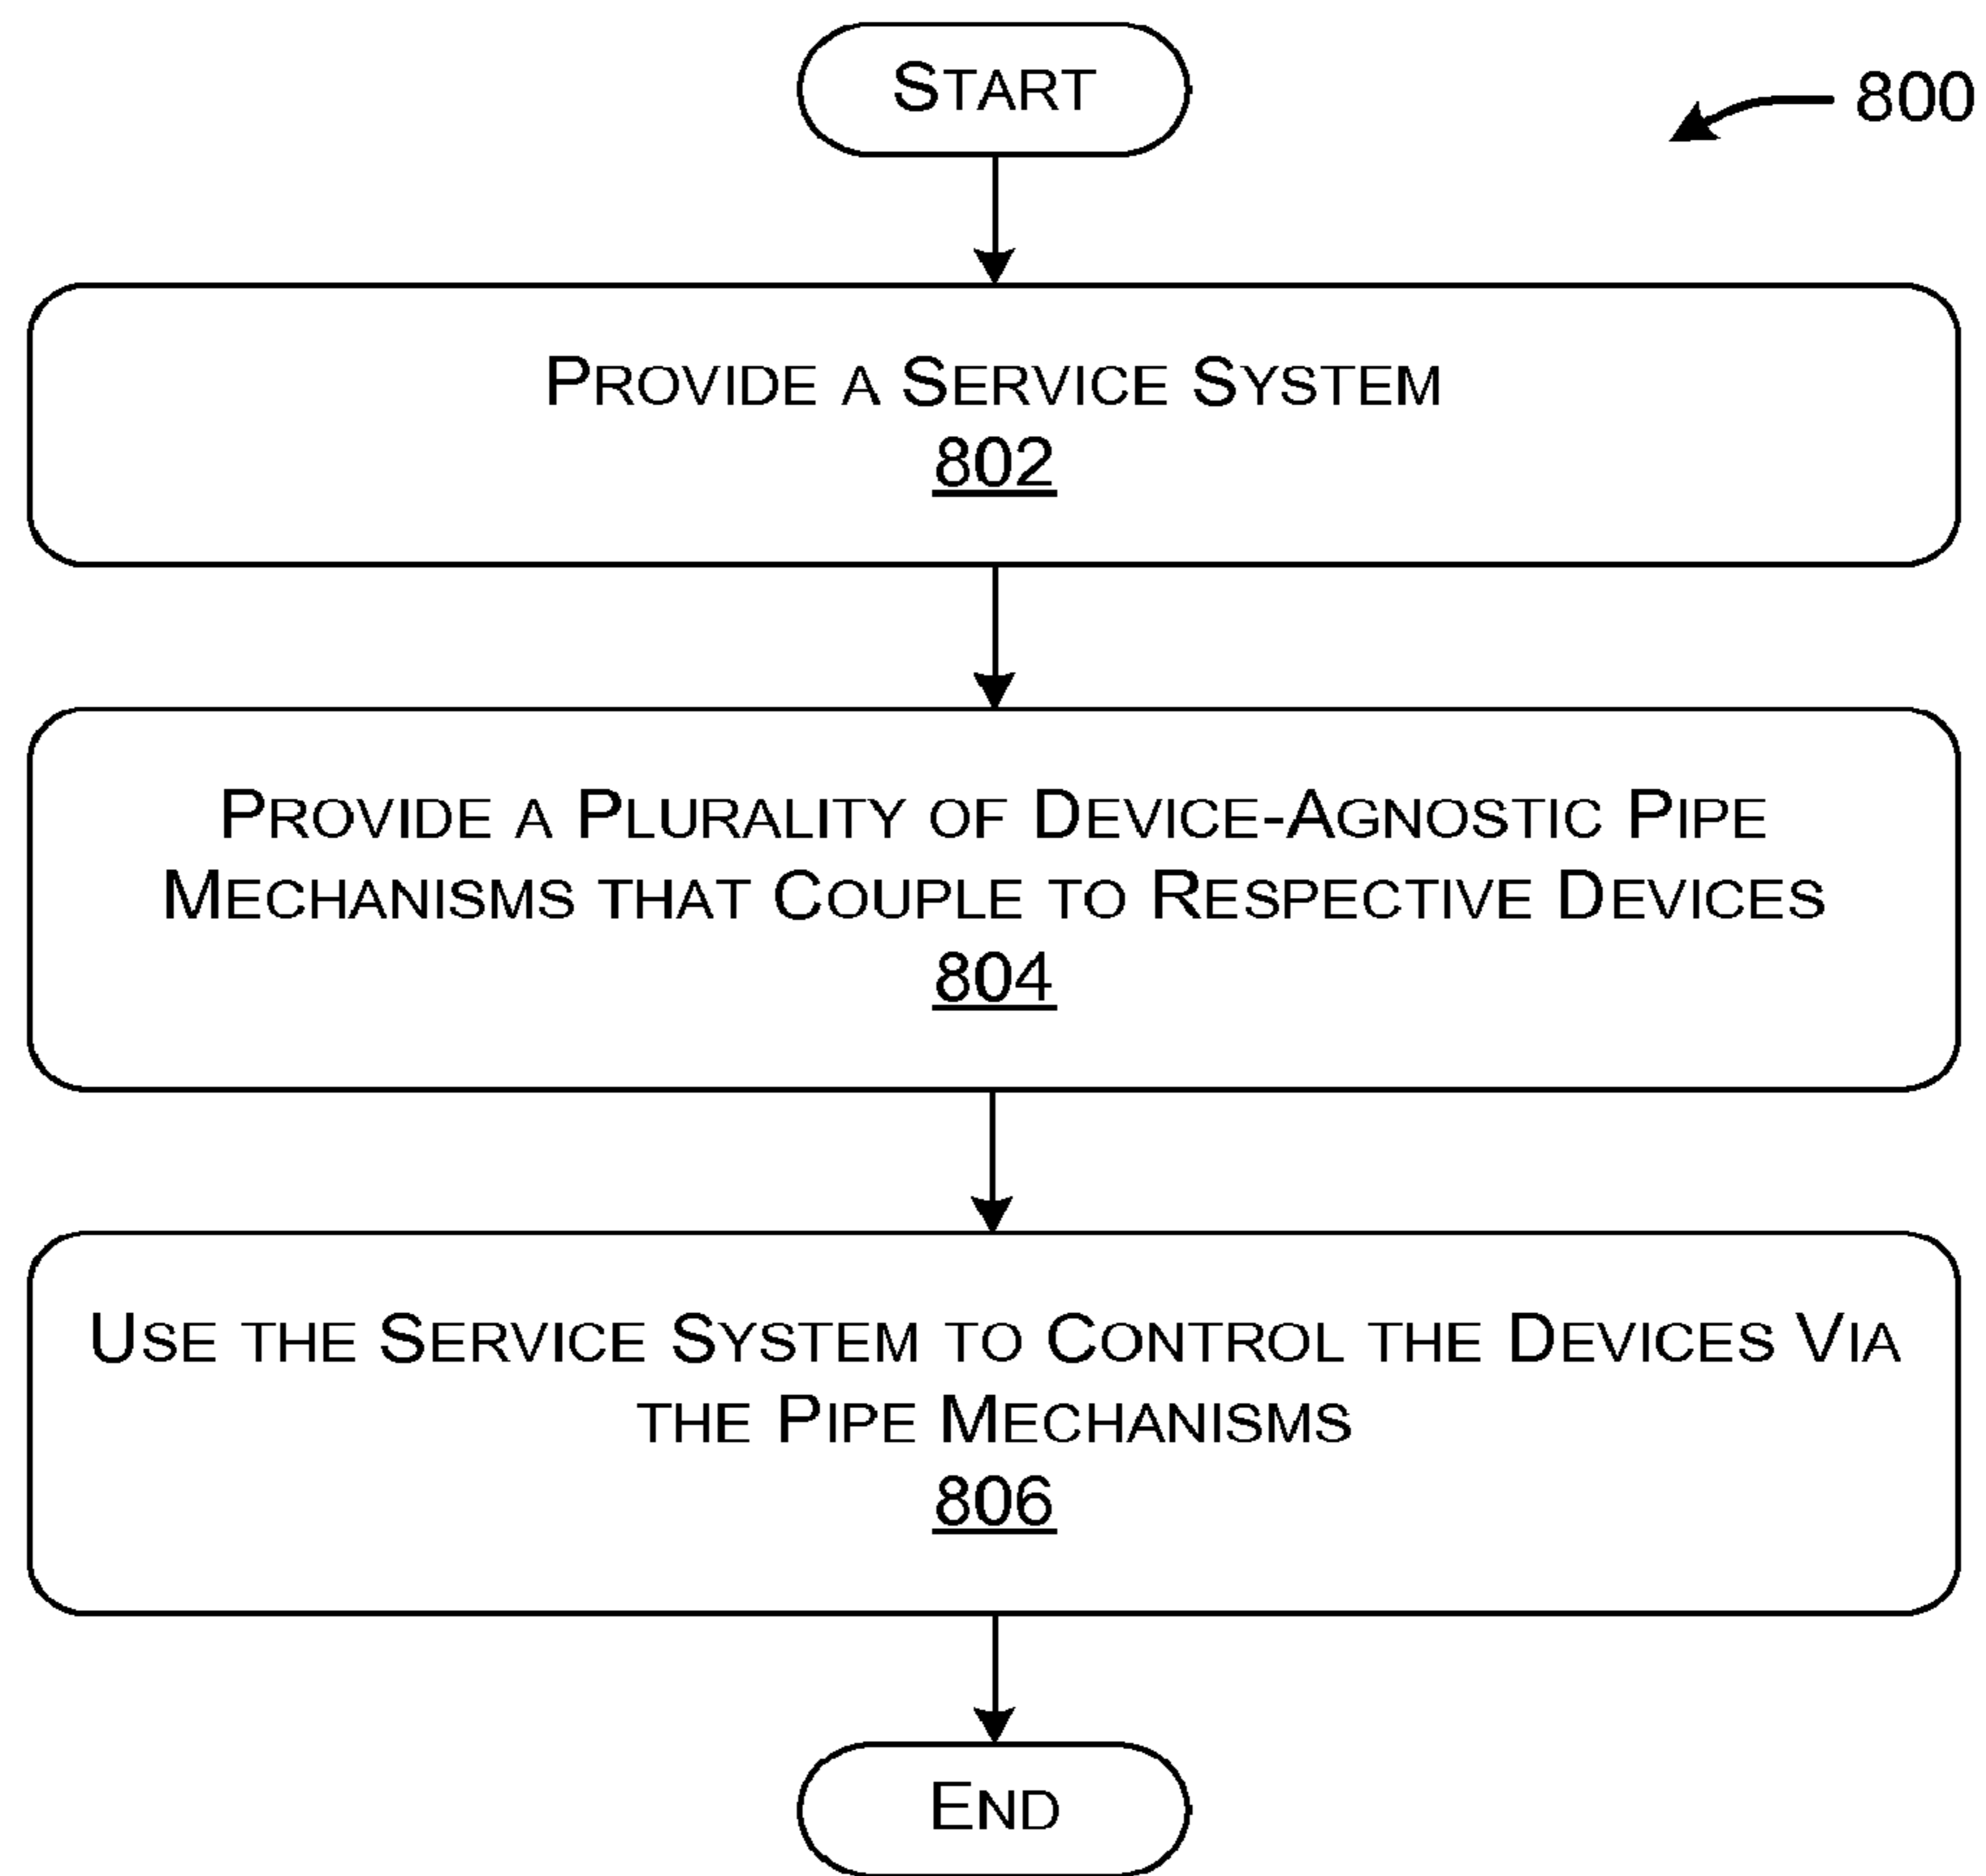 START
800
PROVIDE A SERVICE SYSTEM
802
PROVIDE A PLURALITY OF DEVICE-AGNOSTIC PIPE
MECHANISMS THAT COUPLE TO RESPECTIVE DEVICES
804
USE THE SERVICE SYSTEM TO CONTROL THE DEVICES VIA
THE PIPE MECHANISMS
806
END